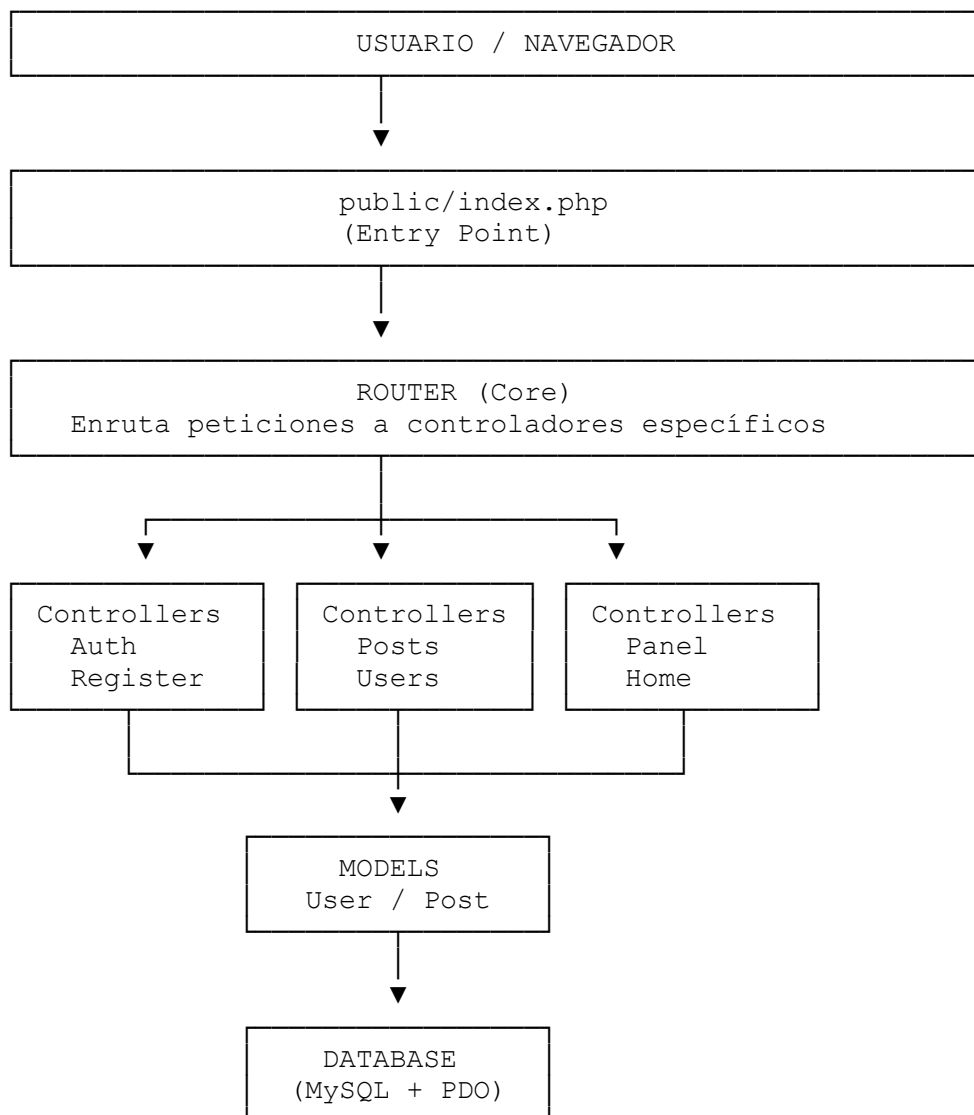 USUARIO / NAVEGADOR
public/index.php
(Entry Point)
ROUTER (Core)
Enruta peticiones a controladores específicos
Controllers
Auth
Register
Controllers
Posts
Users
Controllers
Panel
Home
MODELS
User / Post
DATABASE
(MySQL + PDO)